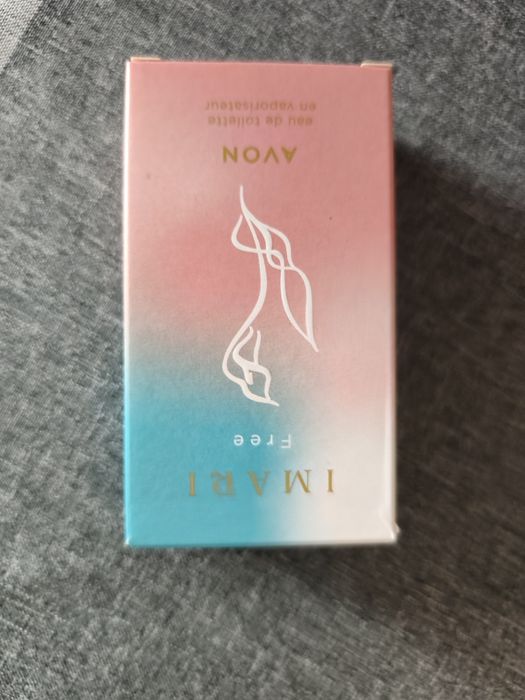 IMARI
Free
AVON
eau de toilette
en vaporisateur